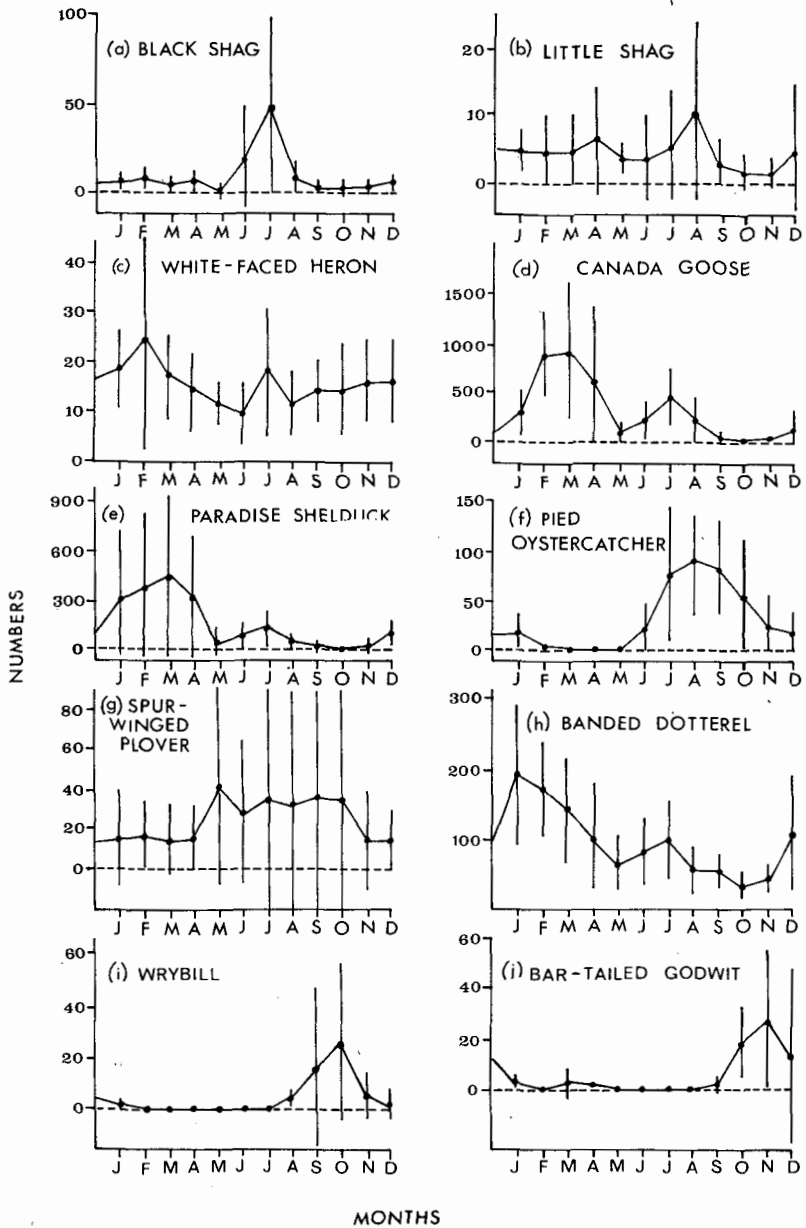 (a) BLACK SHAG
100
50
0
J F M A M J J A S O N D
(b) LITTLE SHAG
20
10
0
J F M A M J J A S O N D
(c) WHITE-FACED HERON
40
30
20
10
0
J F M A M J J A S O N D
(d) CANADA GOOSE
1500
1000
500
0
J F M A M J J A S O N D
(e) PARADISE SHELDUCK
900
600
300
0
J F M A M J J A S O N D
(f) PIED
OYSTERCATCHER
150
100
50
0
J F M A M J J A S O N D
(g) SPUR-
WINGED
PLOVER
80
60
40
20
0
J F M A M J J A S O N D
(h) BANDED DOTTEREL
300
200
100
J F M A M J J A S O N D
(i) WRYBILL
60
40
20
0
J F M A M J J A S O N D
(j) BAR-TAILED GODWIT
60
40
20
0
J F M A M J J A S O N D
NUMBERS
MONTHS